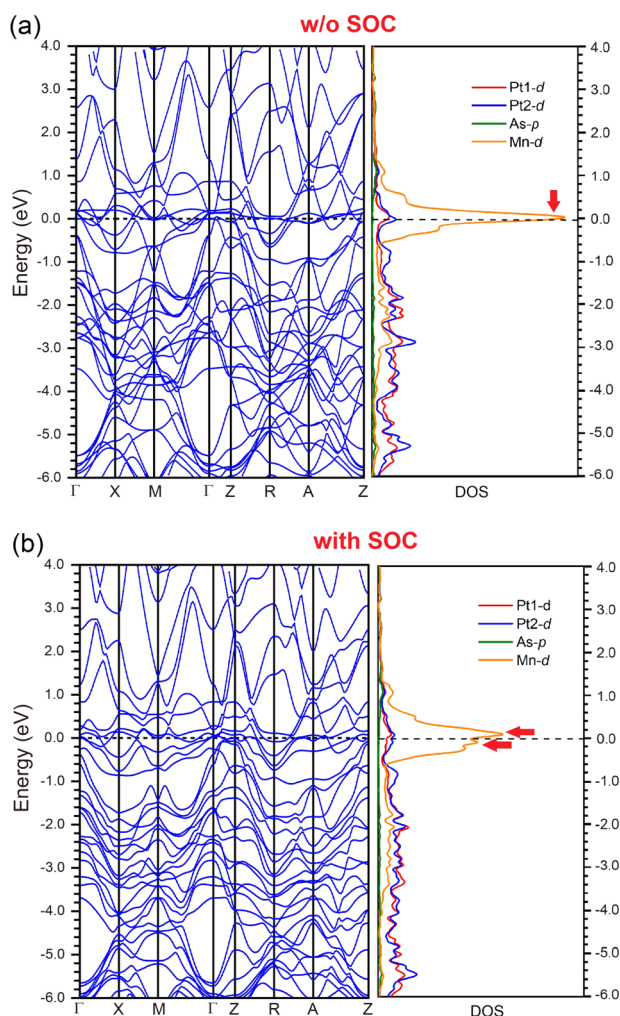 (a) w/o SOC
4.0 4.0
Pt1-d
3.0 3.0
Pt2-d
As-p
2.0 2.0
Mn-d
1.0 1.0
0.0 0.0
Energy (eV)
-1.0 -1.0
-2.0 -2.0
-3.0 -3.0
-4.0 -4.0
-5.0 -5.0
-6.0 -6.0
Γ X M Γ Z R A Z DOS
(b) with SOC
4.0 4.0
Pt1-d
3.0 3.0
Pt2-d
As-p
2.0 2.0
Mn-d
1.0 1.0
0.0 0.0
Energy (eV)
-1.0 -1.0
-2.0 -2.0
-3.0 -3.0
-4.0 -4.0
-5.0 -5.0
-6.0 -6.0
Γ X M Γ Z R A Z DOS